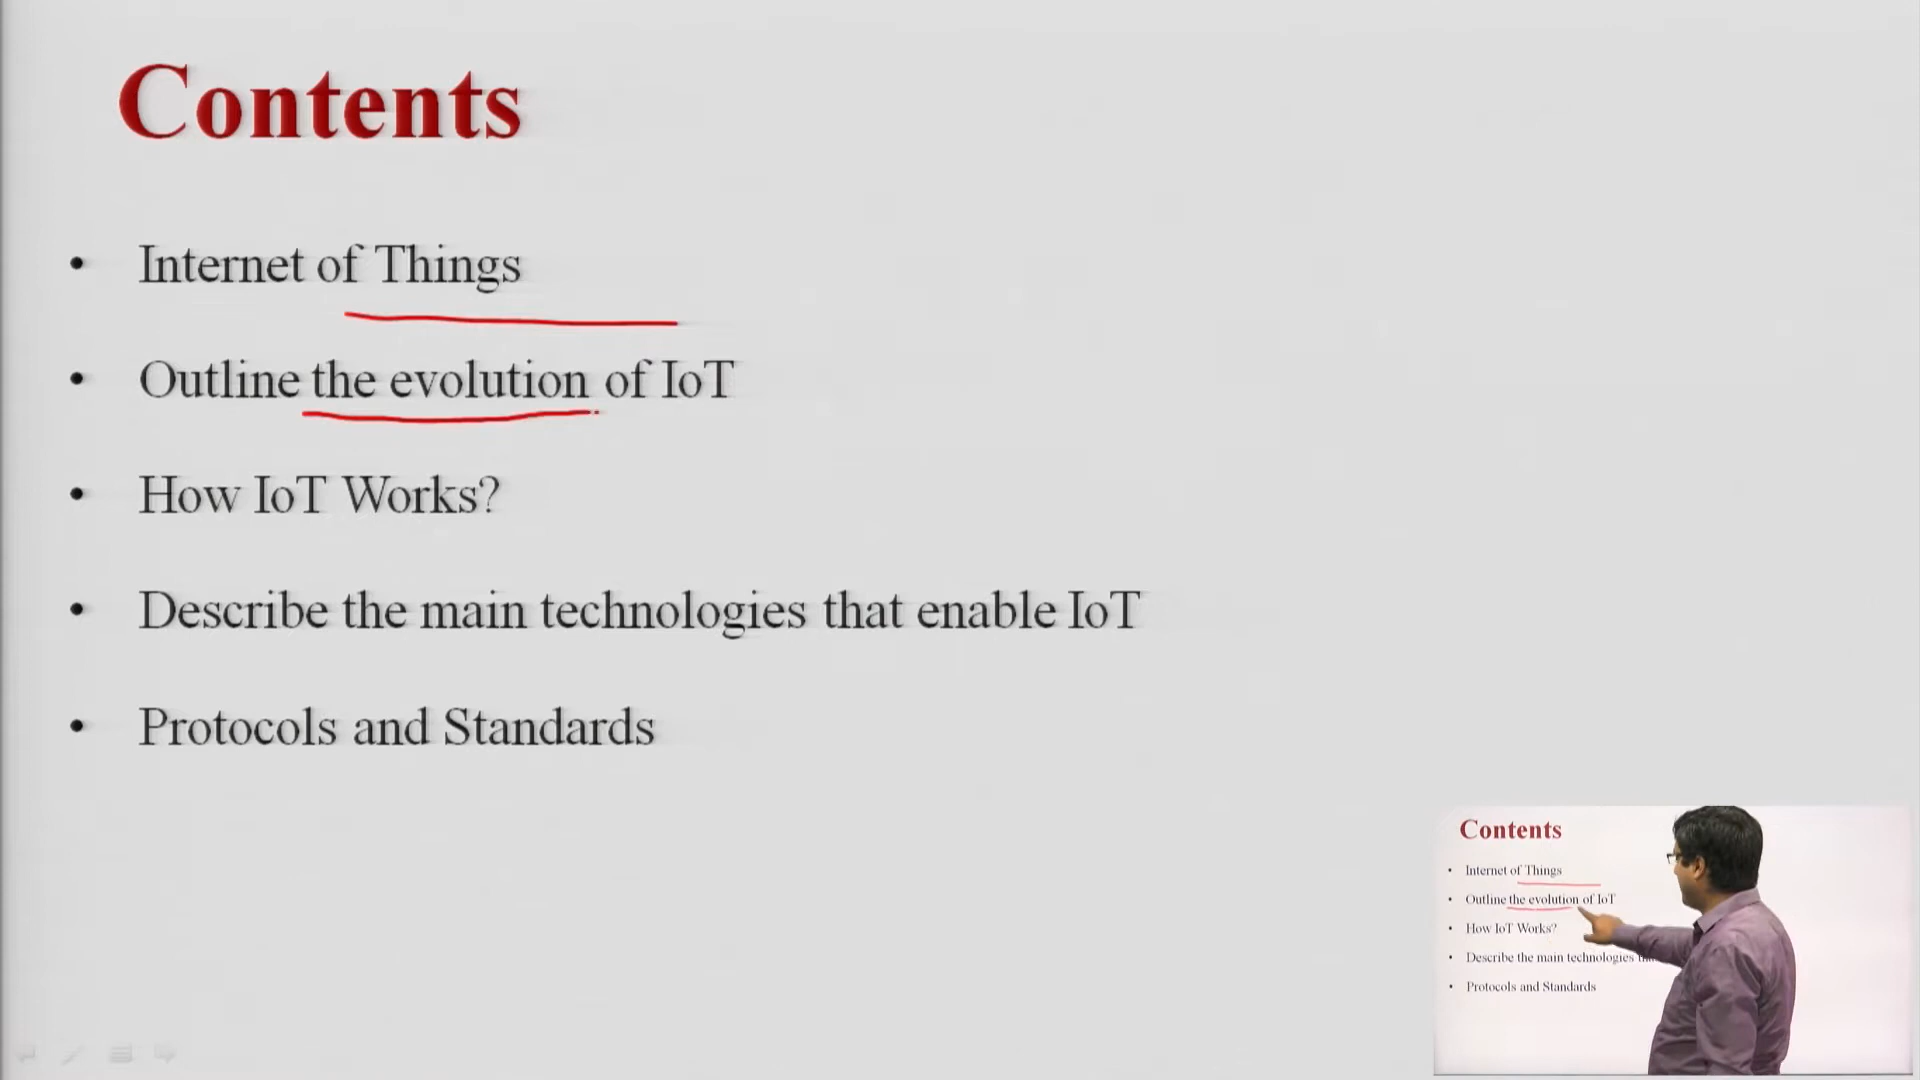 Contents
• Internet of Things
• Outline the evolution of IoT
• How IoT Works?
• Describe the main technologies that enable IoT
• Protocols and Standards
Contents
• Internet of Things
• Outline the evolution of IoT
• How IoT Works?
• Describe the main technologies
• Protocols and Standards